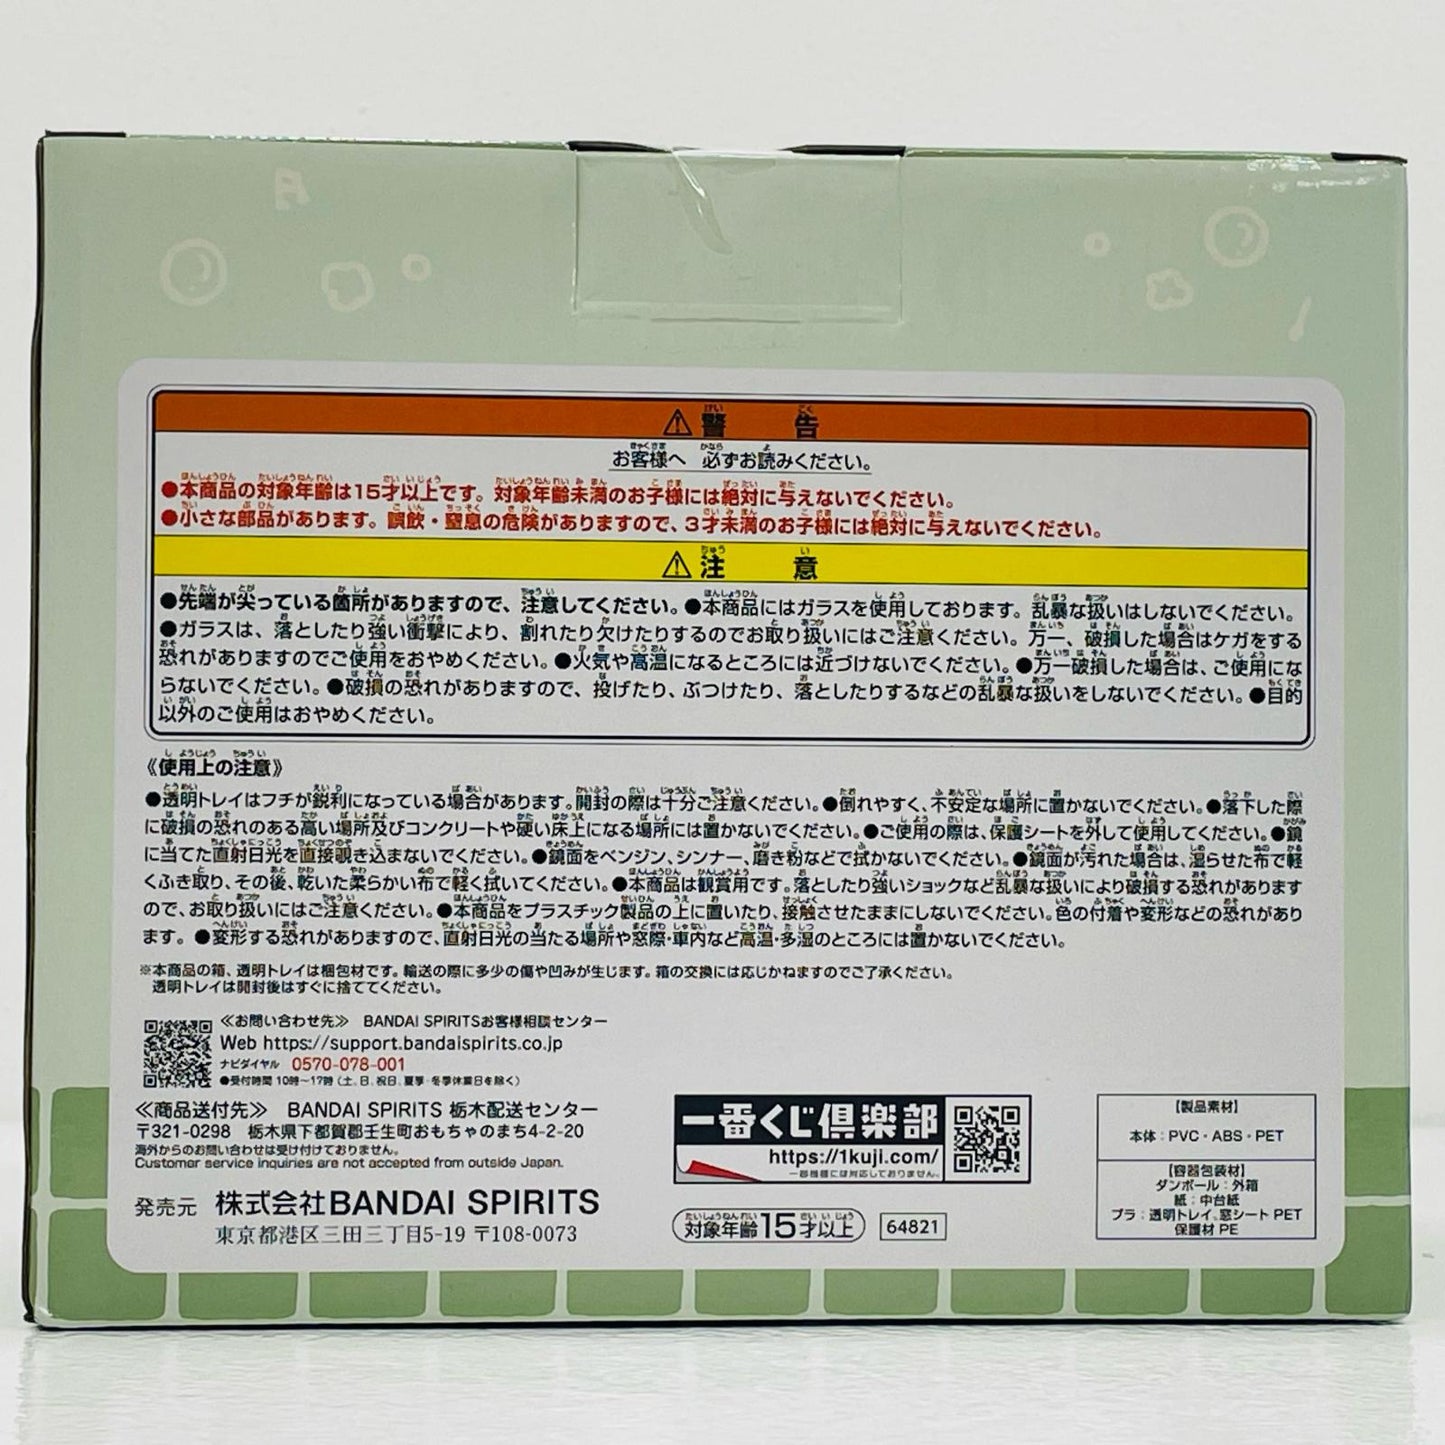 ⚠警告
お客様へ 必ずお読みください。
●本商品の対象年齢は15才以上です。対象年齢未満のお子様には絶対に与えないでください。
●小さな部品があります。誤飲・窒息の危険がありますので、3才未満のお子様には絶対に与えないでください。
⚠注意
●先端が尖っている箇所がありますので、注意してください。●本商品にはガラスを使用しております。乱暴な扱いはしないでください。
●ガラスは、落としたり強い衝撃により、割れたり欠けたりするのでお取り扱いにはご注意ください。万一、破損した場合はケガをする
恐れがありますのでご使用をおやめください。●火気や高温になるところには近づけないでください。●万一破損した場合は、ご使用にな
らないでください。●破損の恐れがありますので、投げたり、ぶつけたり、落としたりするなどの乱暴な扱いをしないでください。●目的
以外のご使用はおやめください。
《使用上の注意》
●透明トレイはフチが鋭利になっている場合があります。開封の際は十分ご注意ください。●倒れやすく、不安定な場所に置かないでください。●落下した際
に破損の恐れのある高い場所及びコンクリートや硬い床上になる場所には置かないでください。●ご使用の際は、保護シートを外して使用してください。●鏡
に当てた直射日光を直接覗き込まないでください。●鏡面をベンジン、シンナー、磨き粉などで拭かないでください。●鏡面が汚れた場合は、湿らせた布で軽
くふき取り、その後、乾いた柔らかい布で軽く拭いてください。●本商品は観賞用です。落としたり強いショックなど乱暴な扱いにより破損する恐れがあります
ので、お取り扱いにはご注意ください。●本商品をプラスチック製品の上に置いたり、接触させたままにしないでください。色の付着や変形などの恐れがあり
ます。●変形する恐れがありますので、直射日光の当たる場所や窓際・車内など高温・多湿のところには置かないでください。
※本商品の箱、透明トレイは梱包材です。輸送の際に多少の傷や凹みが生じます。箱の交換には応じかねますのでご了承ください。
透明トレイは開封後はすぐに捨ててください。
≪お問い合わせ先≫ BANDAI SPIRITSお客様相談センター
Web https://support.bandaispirits.co.jp
ナビダイヤル 0570-078-001
●受付時間 10時〜17時（土、日、祝日、夏季・冬季休業日を除く）
≪商品送付先≫ BANDAI SPIRITS 栃木配送センター
〒321-0298 栃木県下都賀郡壬生町おもちゃのまち4-2-20
海外からのお問い合わせは受け付けておりません。
Customer service inquiries are not accepted from outside Japan.
発売元 株式会社BANDAI SPIRITS
東京都港区三田三丁目5-19 〒108-0073
一番くじ倶楽部
https://1kuji.com/
一部機種には対応しておりません。
対象年齢15才以上
64821
【製品素材】
本体：PVC・ABS・PET
【容器包装材】
ダンボール：外箱
紙：中台紙
プラ：透明トレイ、窓シート PET
保護材 PE